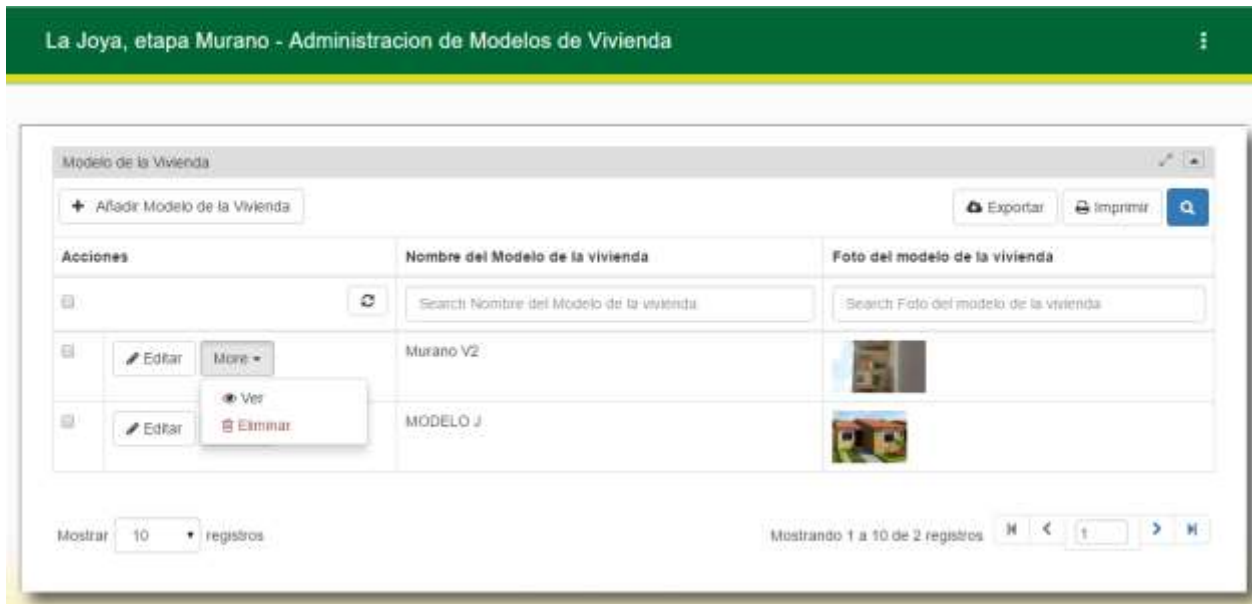 La Joya, etapa Murano - Administracion de Modelos de Vivienda
Modelo de la Vivienda
Añadir Modelo de la Vivienda Exportar Imprimir
Acciones Nombre del Modelo de la vivienda Foto del modelo de la vivienda
Search Nombre del Modelo de la vivienda Search Foto del modelo de la vivienda
Editar More Murano V2
Ver
Editar Eliminar MODELO J
Mostrar 10 registros Mostrando 1 a 10 de 2 registros 1